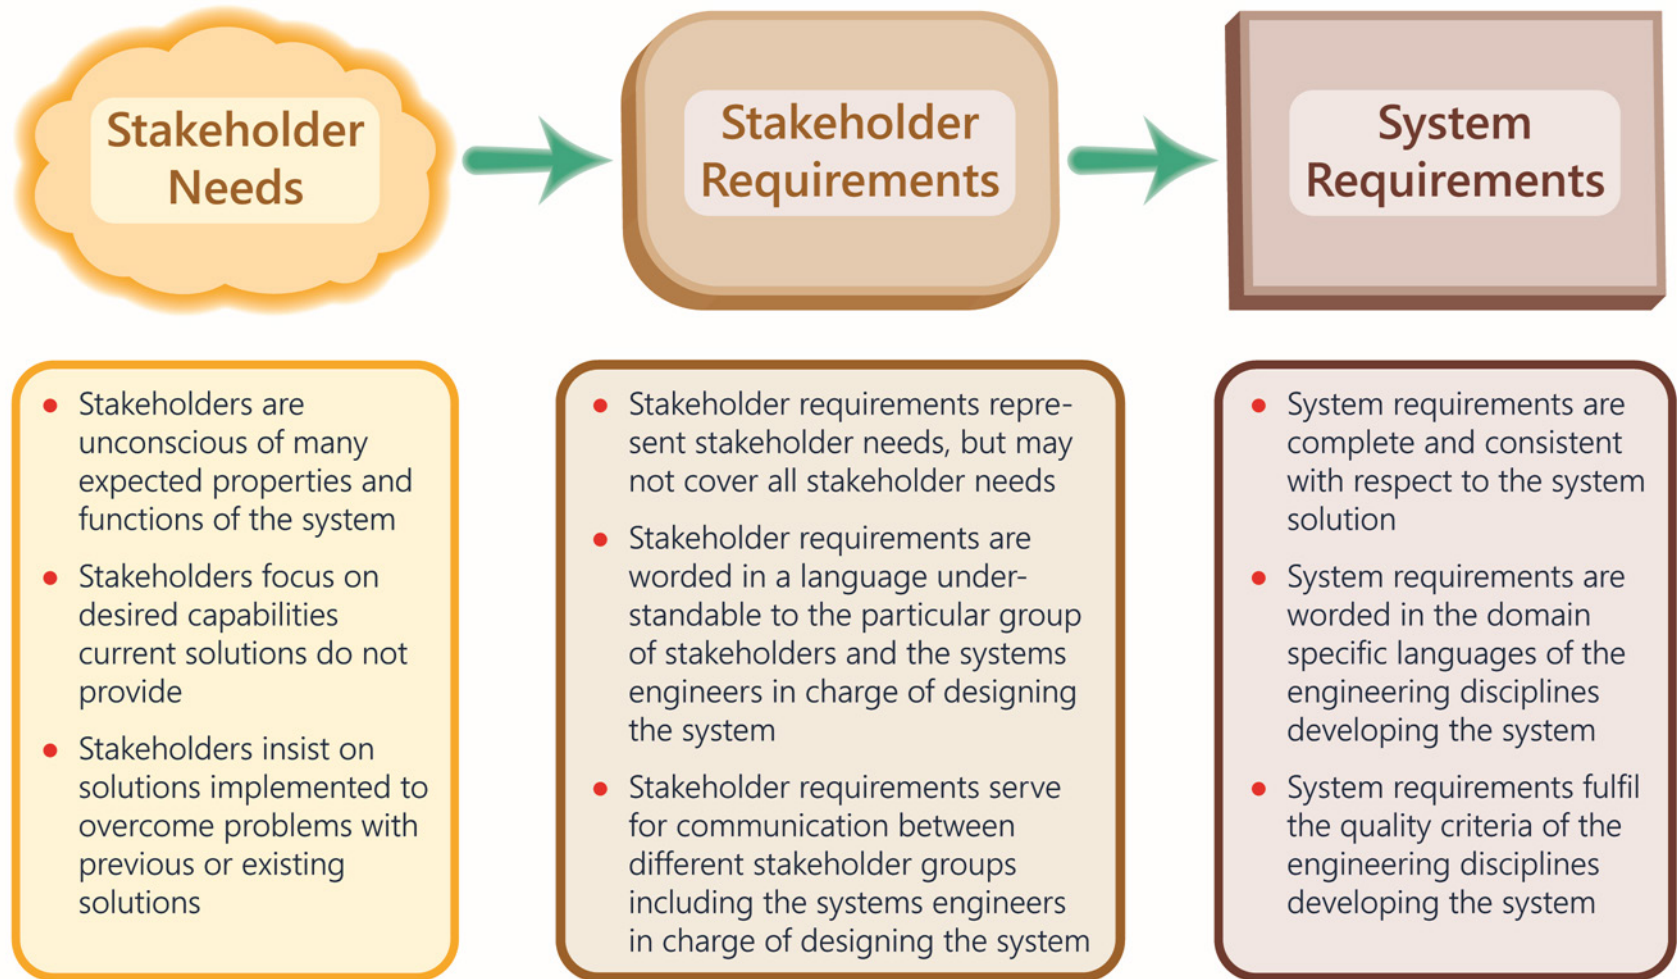 Stakeholder
Needs
Stakeholder
Requirements
System
Requirements
• Stakeholders are
unconscious of many
expected properties and
functions of the system
• Stakeholders focus on
desired capabilities
current solutions do not
provide
• Stakeholders insist on
solutions implemented to
overcome problems with
previous or existing
solutions
• Stakeholder requirements repre-
sent stakeholder needs, but may
not cover all stakeholder needs
• Stakeholder requirements are
worded in a language under-
standable to the particular group
of stakeholders and the systems
engineers in charge of designing
the system
• Stakeholder requirements serve
for communication between
different stakeholder groups
including the systems engineers
in charge of designing the system
• System requirements are
complete and consistent
with respect to the system
solution
• System requirements are
worded in the domain
specific languages of the
engineering disciplines
developing the system
• System requirements fulfil
the quality criteria of the
engineering disciplines
developing the system